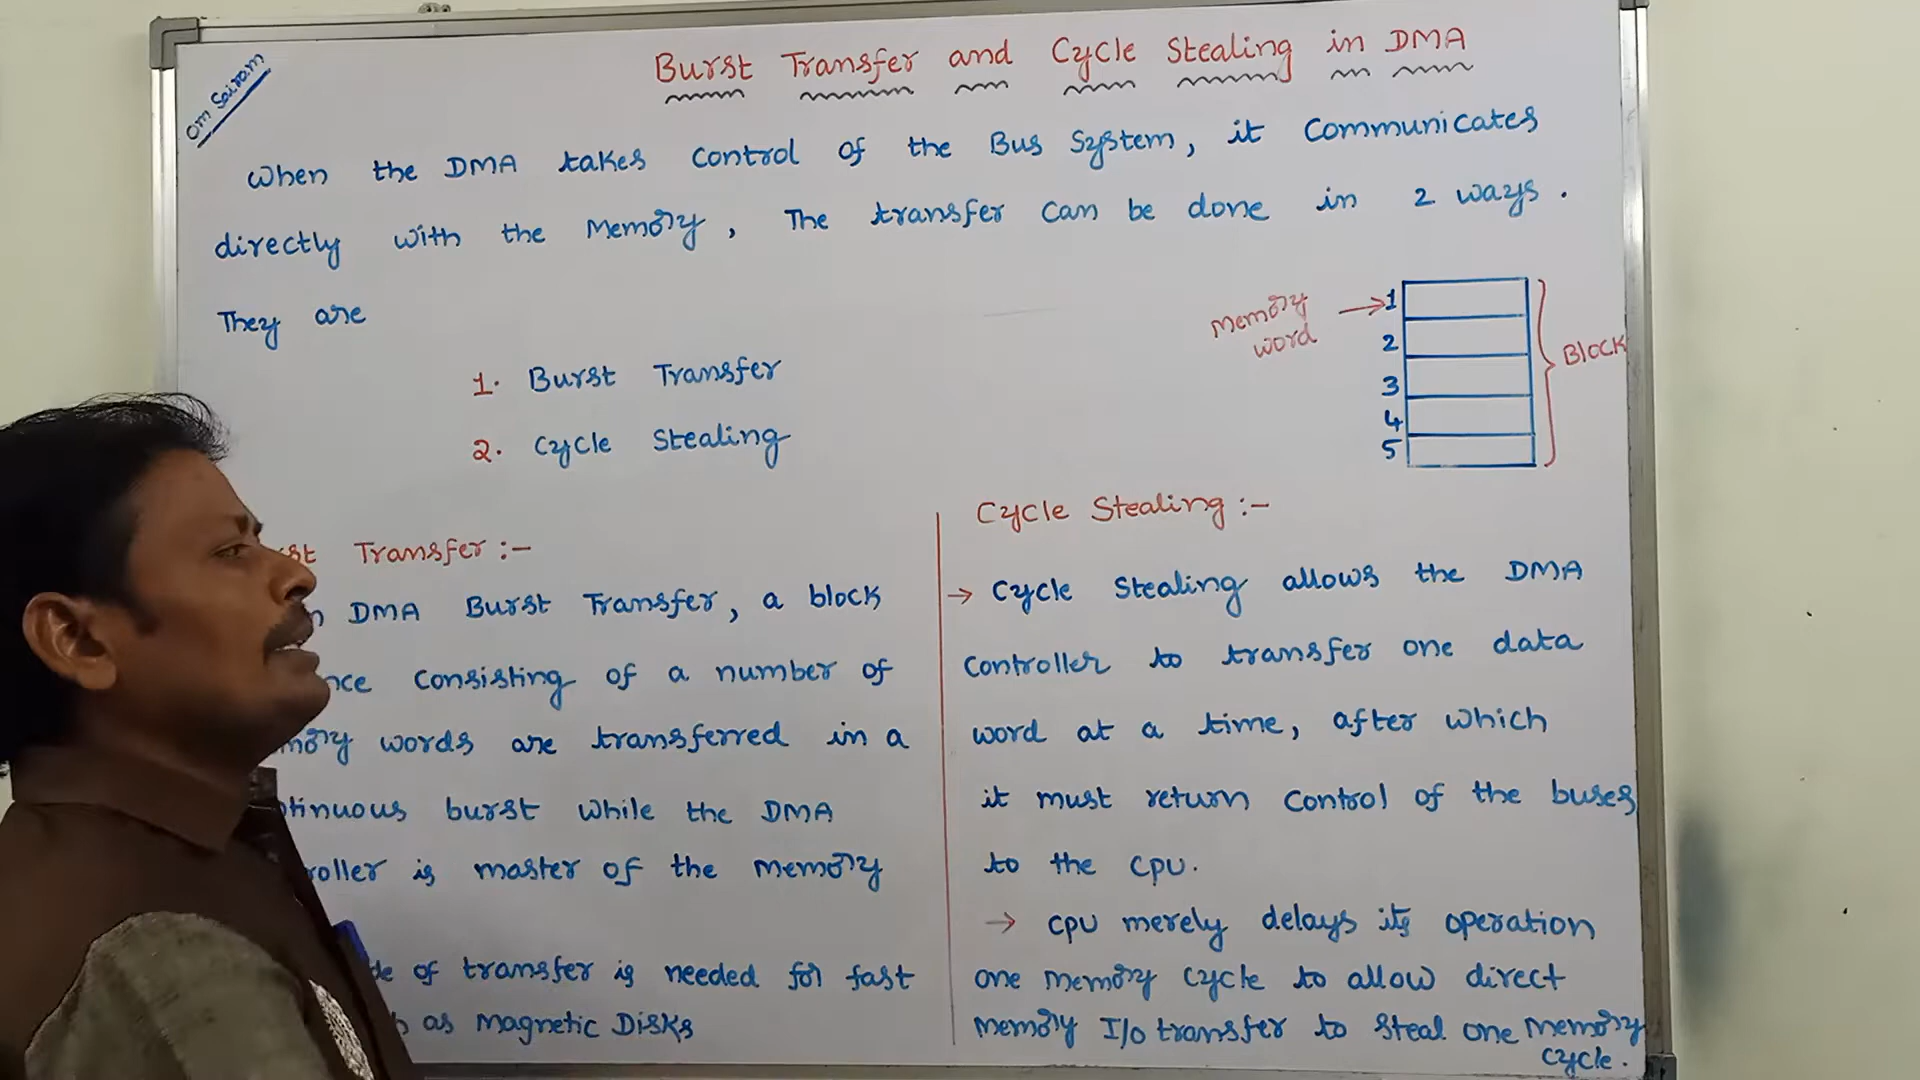 Om Sairam
Burst Transfer and Cycle Stealing in DMA
When the DMA takes control of the Bus System, it communicates
directly with the Memory, The transfer can be done in 2 ways.
They are
1. Burst Transfer
2. Cycle Stealing
Memory
word
1
2
3
4
5
Block
Transfer :-
DMA Burst Transfer, a block
consisting of a number of
words are transferred in a
burst while the DMA
is master of the memory
of transfer is needed for fast
as Magnetic Disks
Cycle Stealing :-
→ Cycle Stealing allows the DMA
controller to transfer one data
word at a time, after which
it must return control of the buses
to the CPU.
→ CPU merely delays its operation
one memory cycle to allow direct
memory I/O transfer to steal one memory
cycle.